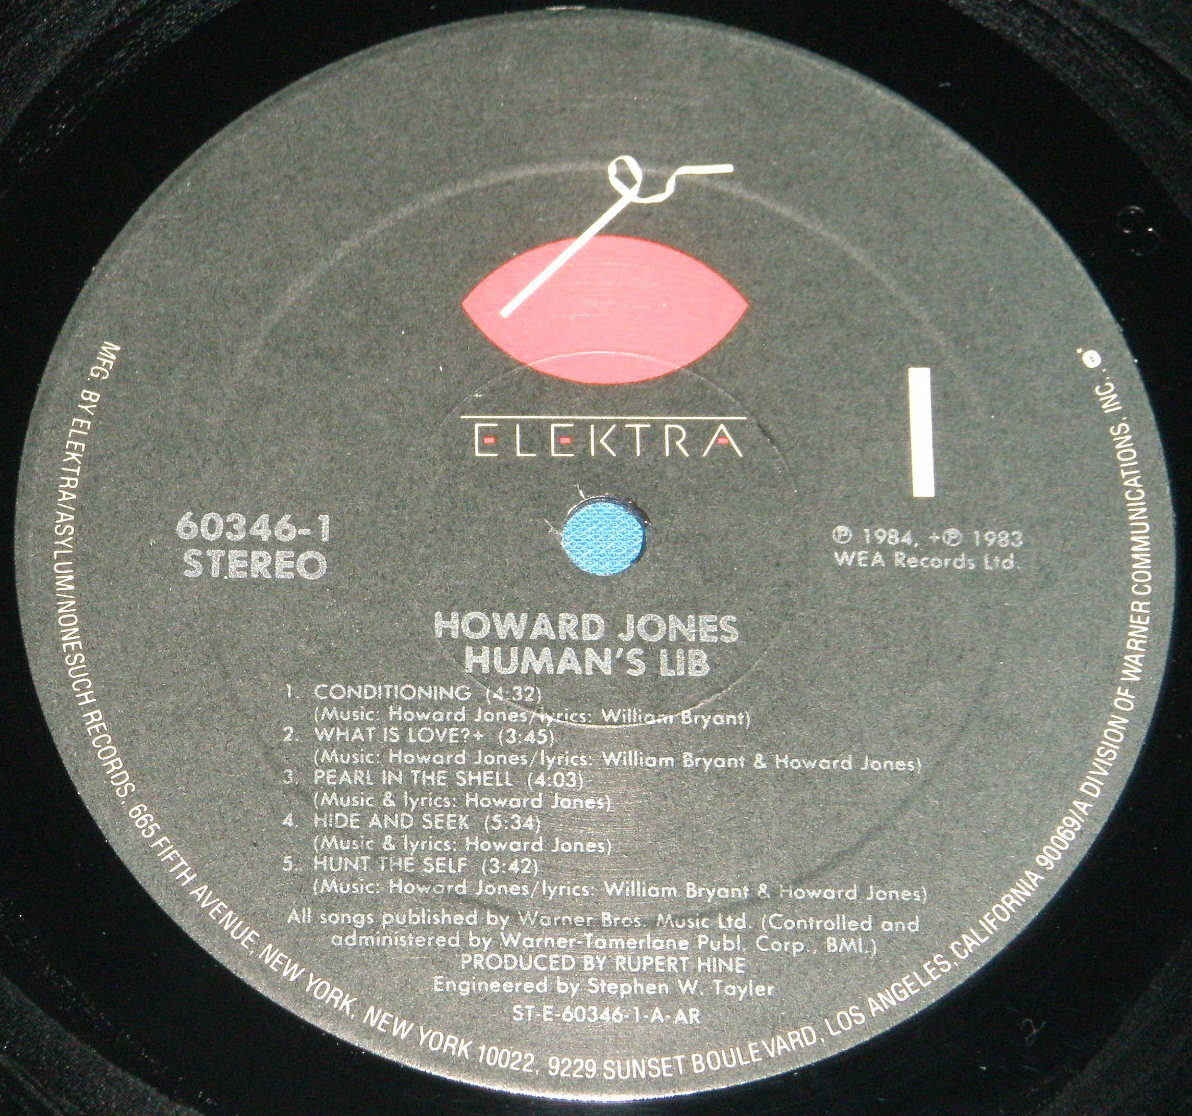 ELEKTRA
1
60346-1
STEREO
℗ 1984, +℗ 1983
WEA Records Ltd.
HOWARD JONES
HUMAN'S LIB
1. CONDITIONING (4:32)
(Music: Howard Jones/lyrics: William Bryant)
2. WHAT IS LOVE?+ (3:45)
(Music: Howard Jones/lyrics: William Bryant & Howard Jones)
3. PEARL IN THE SHELL (4:03)
(Music & lyrics: Howard Jones)
4. HIDE AND SEEK (5:34)
(Music & lyrics: Howard Jones)
5. HUNT THE SELF (3:42)
(Music: Howard Jones/lyrics: William Bryant & Howard Jones)
All songs published by Warner Bros. Music Ltd. (Controlled and
administered by Warner-Tamerlane Publ. Corp., BMI.)
PRODUCED BY RUPERT HINE
Engineered by Stephen W. Tayler
ST-E-60346-1-A-AR
MFG. BY ELEKTRA/ASYLUM/NONESUCH RECORDS, 665 FIFTH AVENUE, NEW YORK, NEW YORK 10022, 9229 SUNSET BOULEVARD, LOS ANGELES, CALIFORNIA 90069/A DIVISION OF WARNER COMMUNICATIONS, INC.